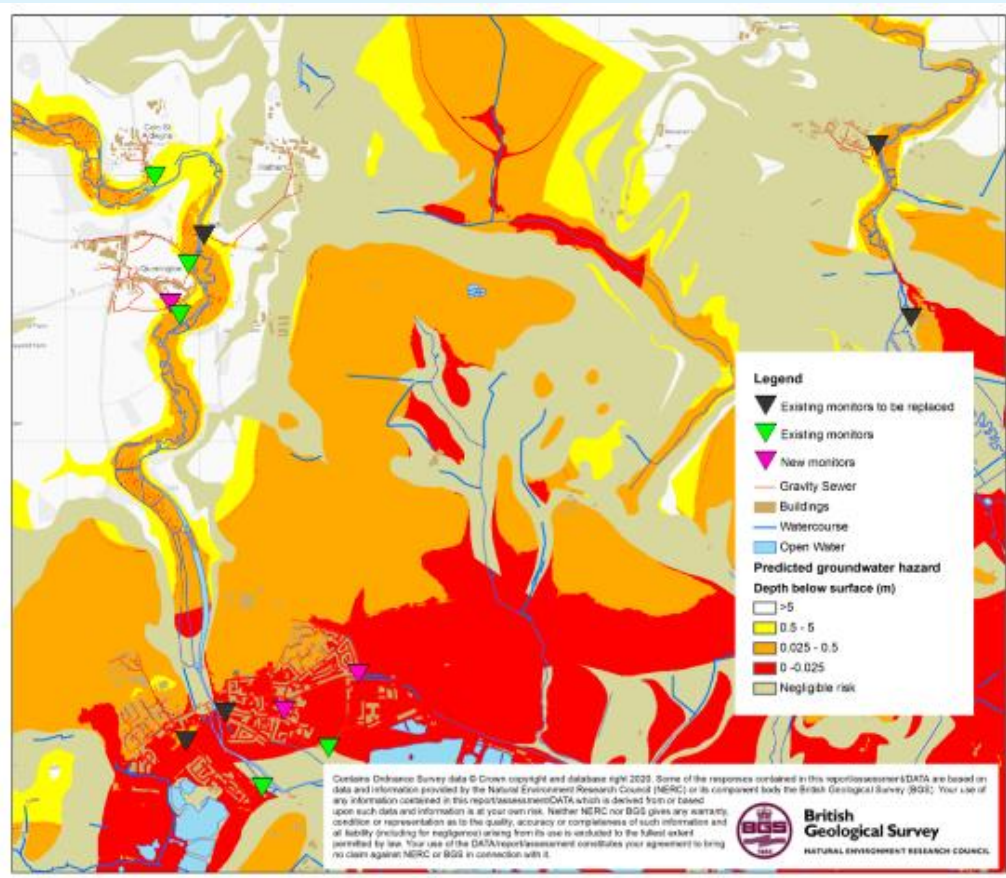 Coln St
Aldwyns
Hatherop
Quenington
Legend
Existing monitors to be replaced
Existing monitors
New monitors
Gravity Sewer
Buildings
Watercourse
Open Water
Predicted groundwater hazard
Depth below surface (m)
>5
0.5 - 5
0.025 - 0.5
0 -0.025
Negligible risk
Contains Ordnance Survey data © Crown copyright and database right 2020. Some of the responses contained in this report/assessment/DATA are based on
data and information provided by the Natural Environment Research Council (NERC) or its component body the British Geological Survey (BGS). Your use of
any information contained in this report/assessment/DATA which is derived from or based
upon such data and information is at your own risk. Neither NERC nor BGS gives any warranty,
condition or representation as to the quality, accuracy or completeness of such information and
all liability (including for negligence) arising from its use is excluded to the fullest extent
permitted by law. Your use of the DATA/report/assessment constitutes your agreement to bring
no claim against NERC or BGS in connection with it.
BGS
British
Geological Survey
NATURAL ENVIRONMENT RESEARCH COUNCIL